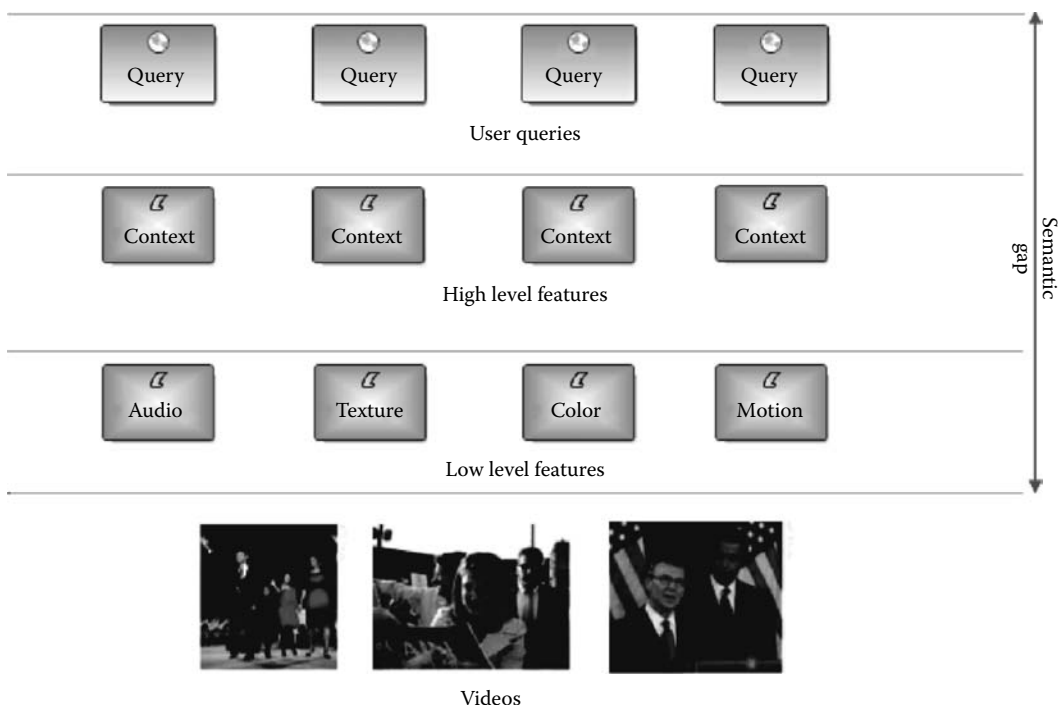 Query Query Query Query
User queries
Context Context Context Context
High level features
Semantic
gap
Audio Texture Color Motion
Low level features
Videos